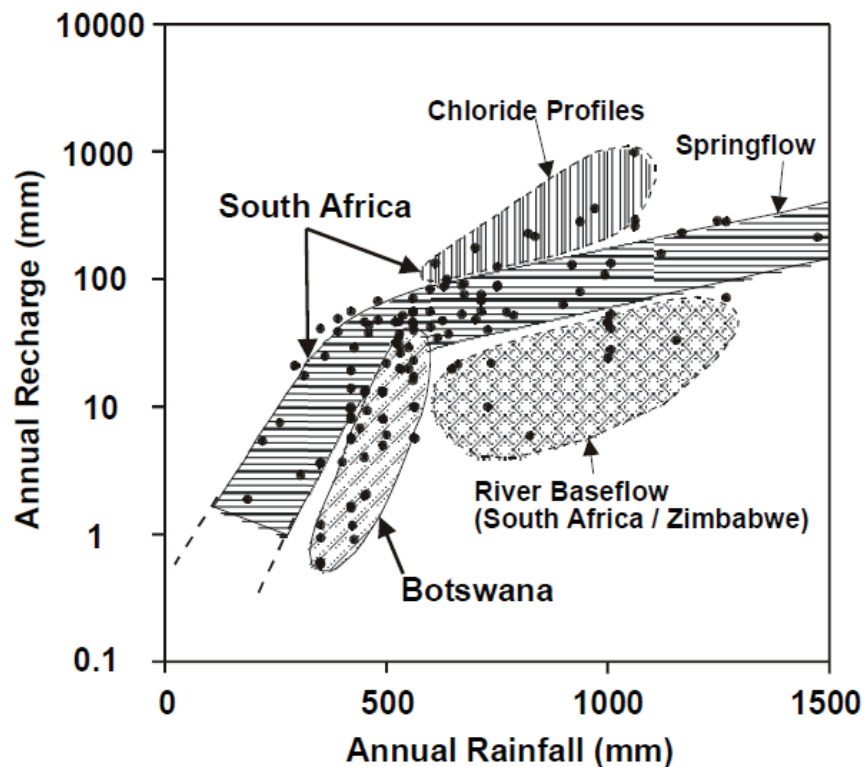 10000
1000
100
10
1
0.1
Annual Recharge (mm)
Chloride Profiles
Springflow
South Africa
River Baseflow
(South Africa / Zimbabwe)
Botswana
0
500
1000
1500
Annual Rainfall (mm)